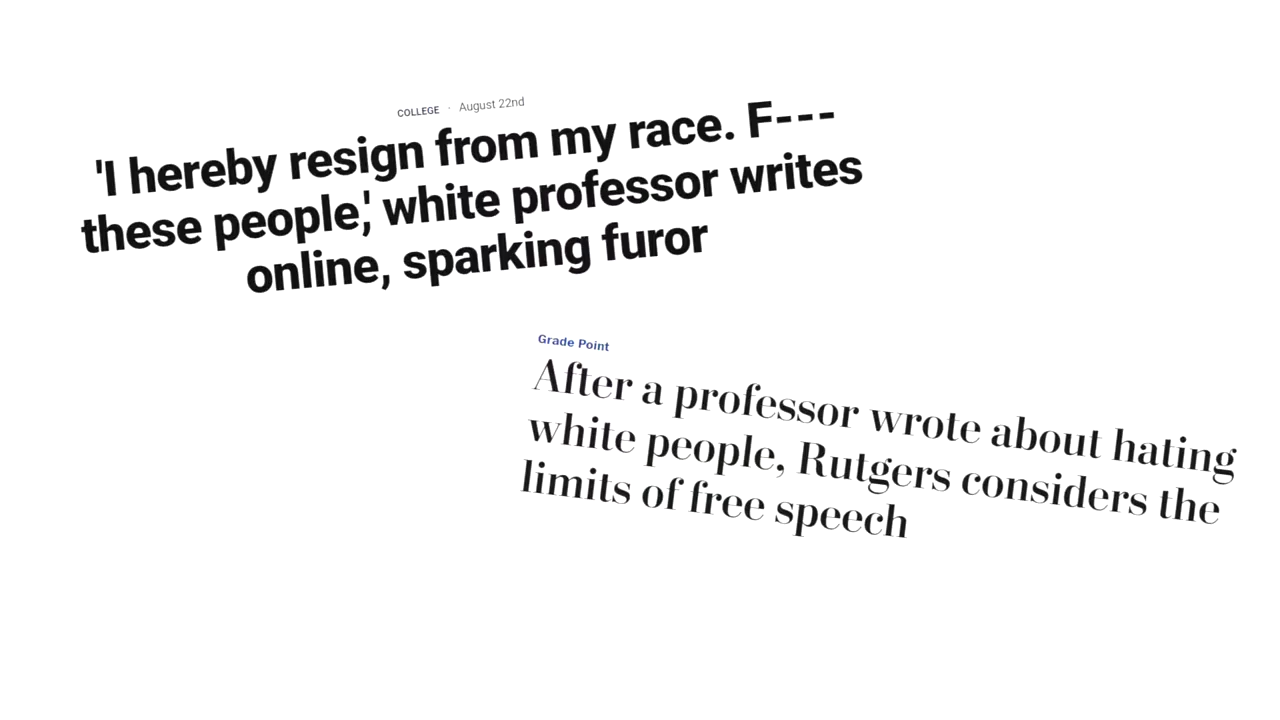 COLLEGE · August 22nd
'I hereby resign from my race. F---
these people,' white professor writes
online, sparking furor
Grade Point
After a professor wrote about hating
white people, Rutgers considers the
limits of free speech